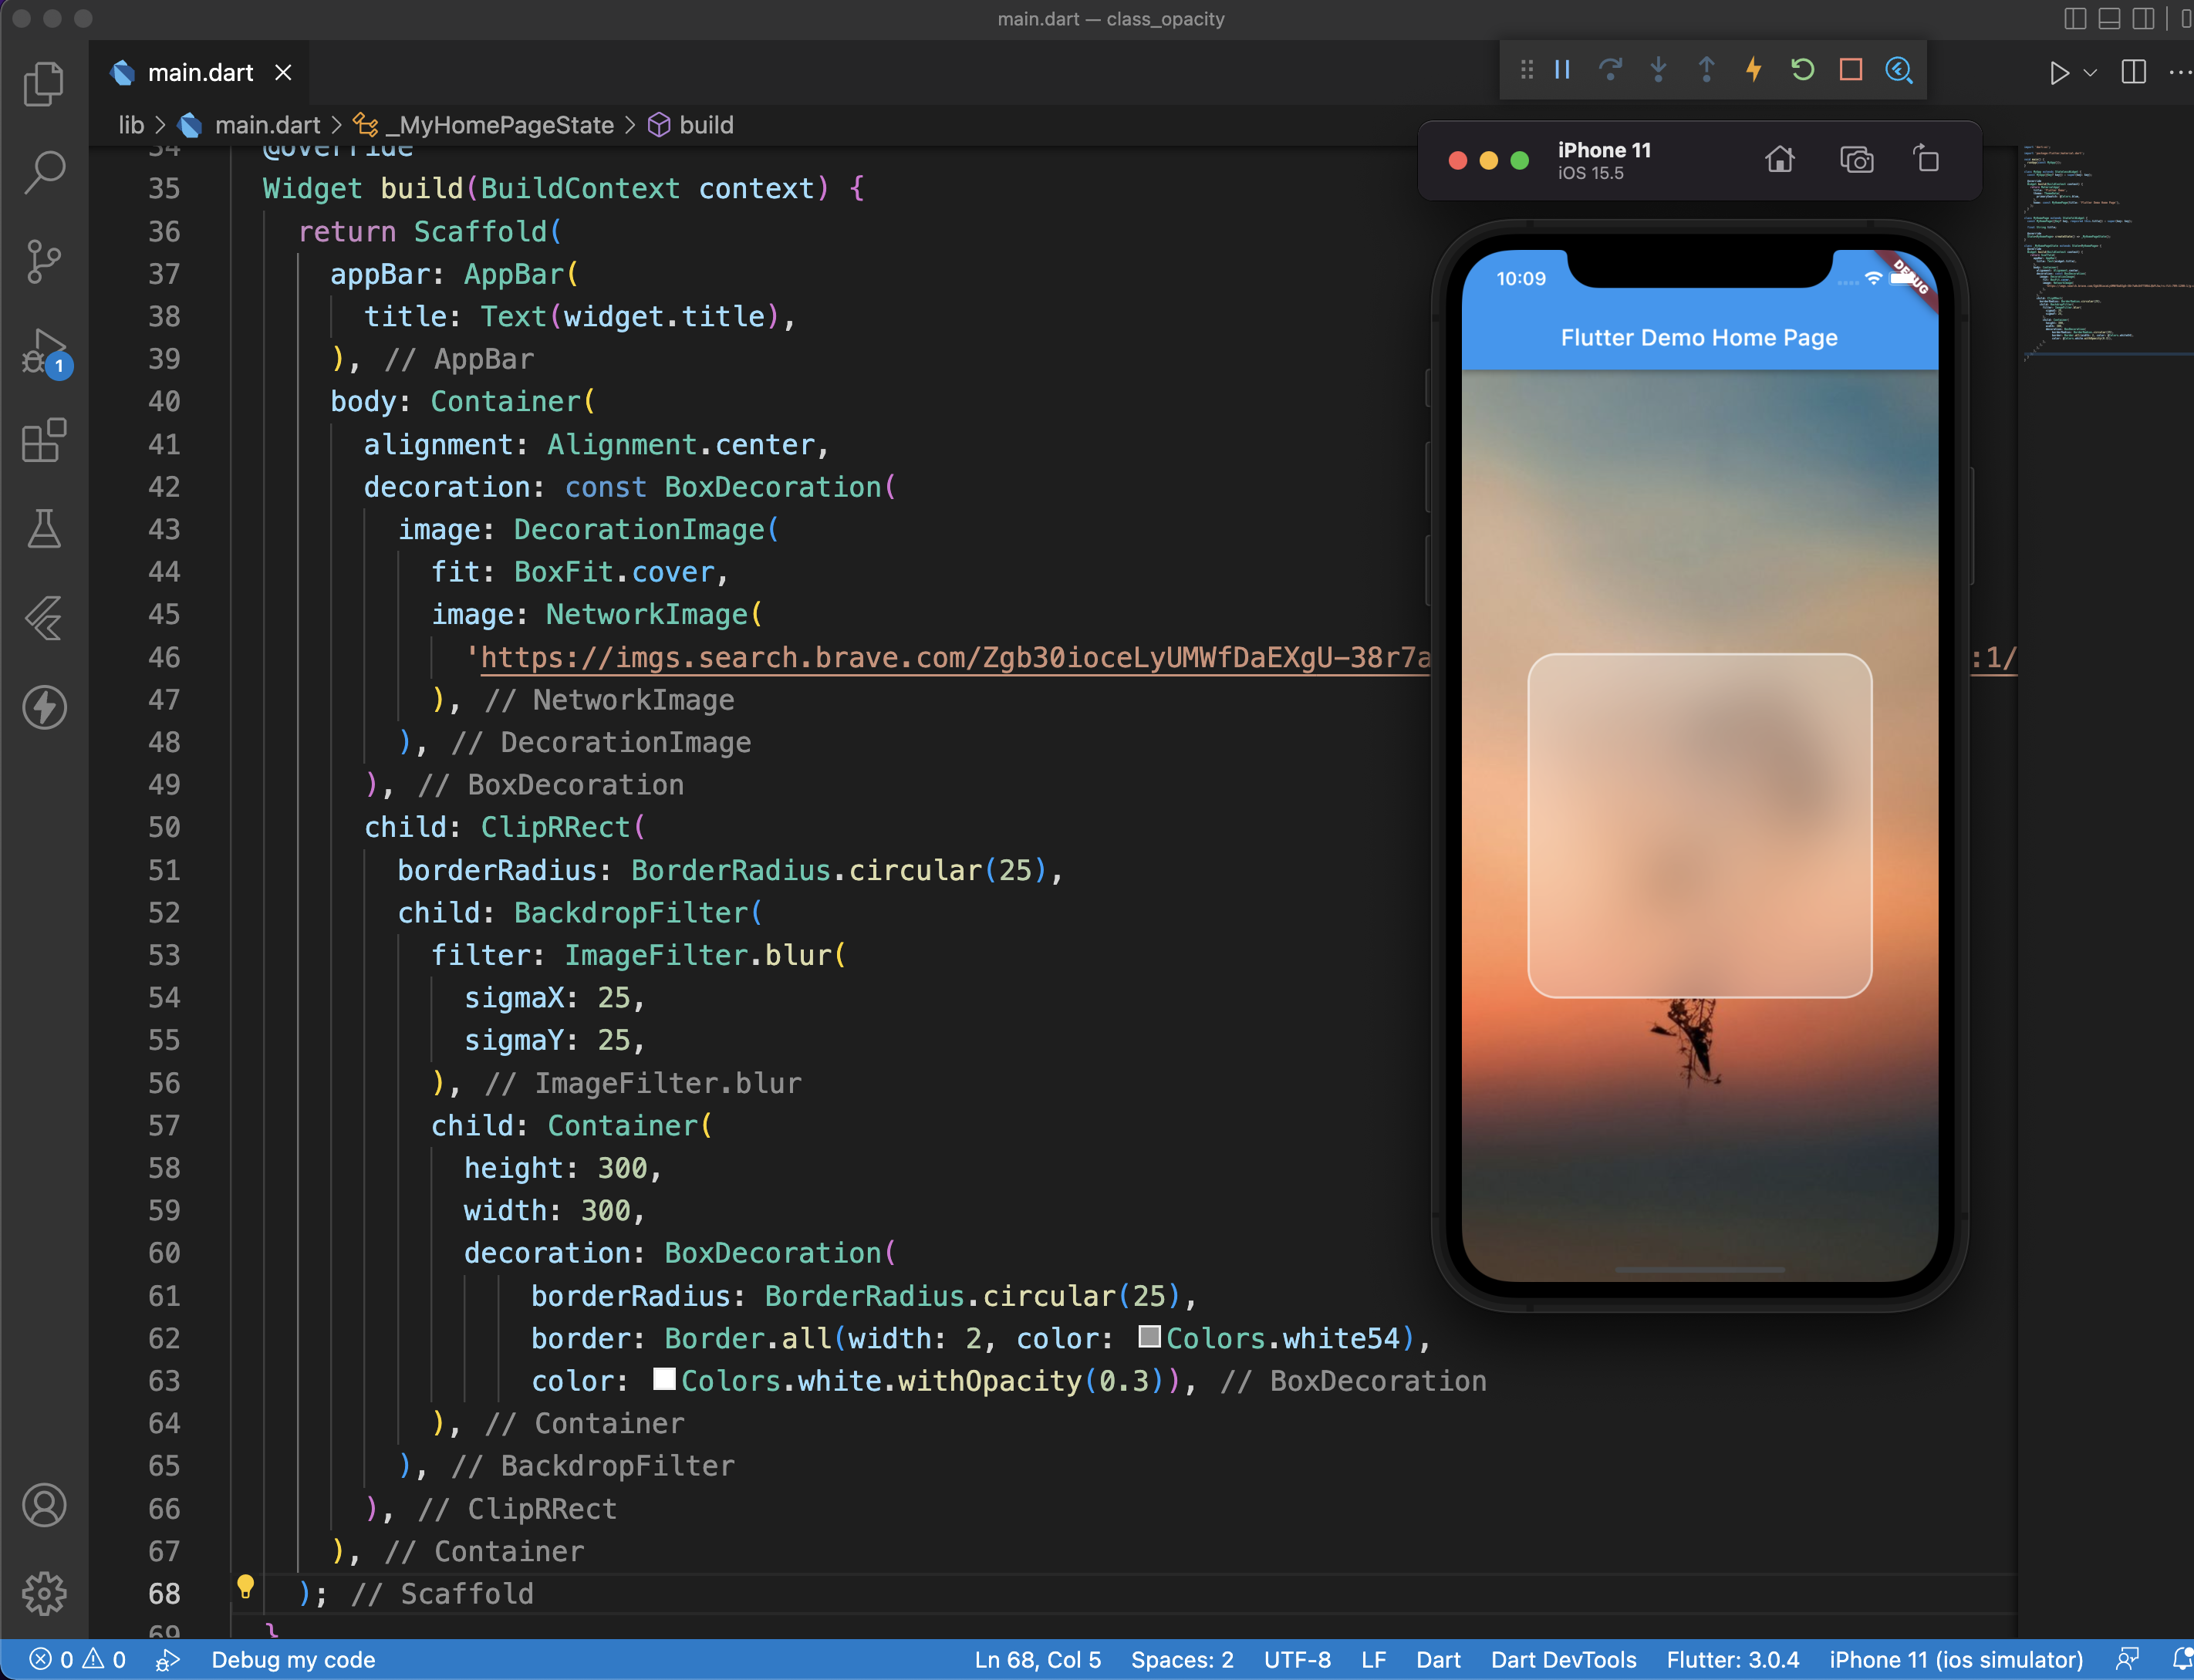 main.dart — class_opacity
main.dart
lib > main.dart > _MyHomePageState > build
34 @override
35 Widget build(BuildContext context) {
36 return Scaffold(
37 appBar: AppBar(
38 title: Text(widget.title),
39 ), // AppBar
40 body: Container(
41 alignment: Alignment.center,
42 decoration: const BoxDecoration(
43 image: DecorationImage(
44 fit: BoxFit.cover,
45 image: NetworkImage(
46 'https://imgs.search.brave.com/Zgb30ioceLyUMWfDaEXgU-38r7a :1/
47 ), // NetworkImage
48 ), // DecorationImage
49 ), // BoxDecoration
50 child: ClipRRect(
51 borderRadius: BorderRadius.circular(25),
52 child: BackdropFilter(
53 filter: ImageFilter.blur(
54 sigmaX: 25,
55 sigmaY: 25,
56 ), // ImageFilter.blur
57 child: Container(
58 height: 300,
59 width: 300,
60 decoration: BoxDecoration(
61 borderRadius: BorderRadius.circular(25),
62 border: Border.all(width: 2, color: Colors.white54),
63 color: Colors.white.withOpacity(0.3)), // BoxDecoration
64 ), // Container
65 ), // BackdropFilter
66 ), // ClipRRect
67 ), // Container
68 ); // Scaffold
69 }
iPhone 11
iOS 15.5
10:09
DEBUG
Flutter Demo Home Page
1
0 0 Debug my code Ln 68, Col 5 Spaces: 2 UTF-8 LF Dart Dart DevTools Flutter: 3.0.4 iPhone 11 (ios simulator)